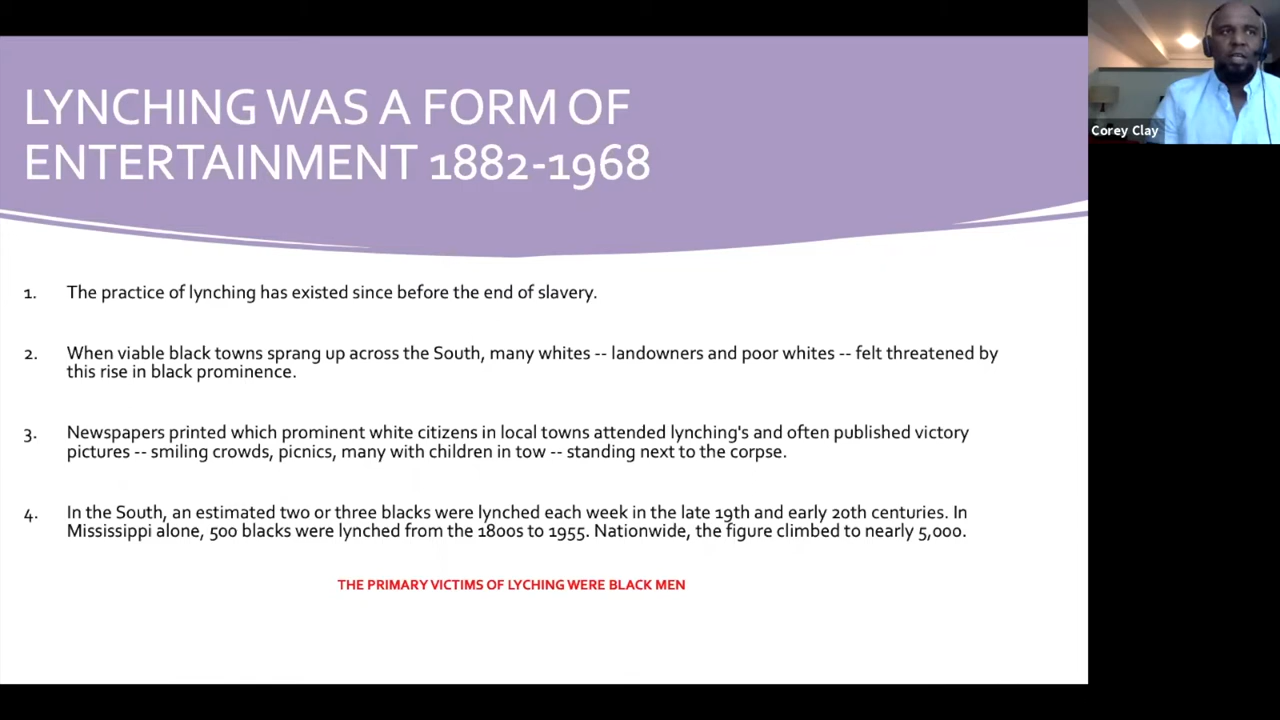 LYNCHING WAS A FORM OF
ENTERTAINMENT 1882-1968
Corey Clay
1. The practice of lynching has existed since before the end of slavery.
2. When viable black towns sprang up across the South, many whites -- landowners and poor whites -- felt threatened by
this rise in black prominence.
3. Newspapers printed which prominent white citizens in local towns attended lynching's and often published victory
pictures -- smiling crowds, picnics, many with children in tow -- standing next to the corpse.
4. In the South, an estimated two or three blacks were lynched each week in the late 19th and early 20th centuries. In
Mississippi alone, 500 blacks were lynched from the 1800s to 1955. Nationwide, the figure climbed to nearly 5,000.
THE PRIMARY VICTIMS OF LYCHING WERE BLACK MEN